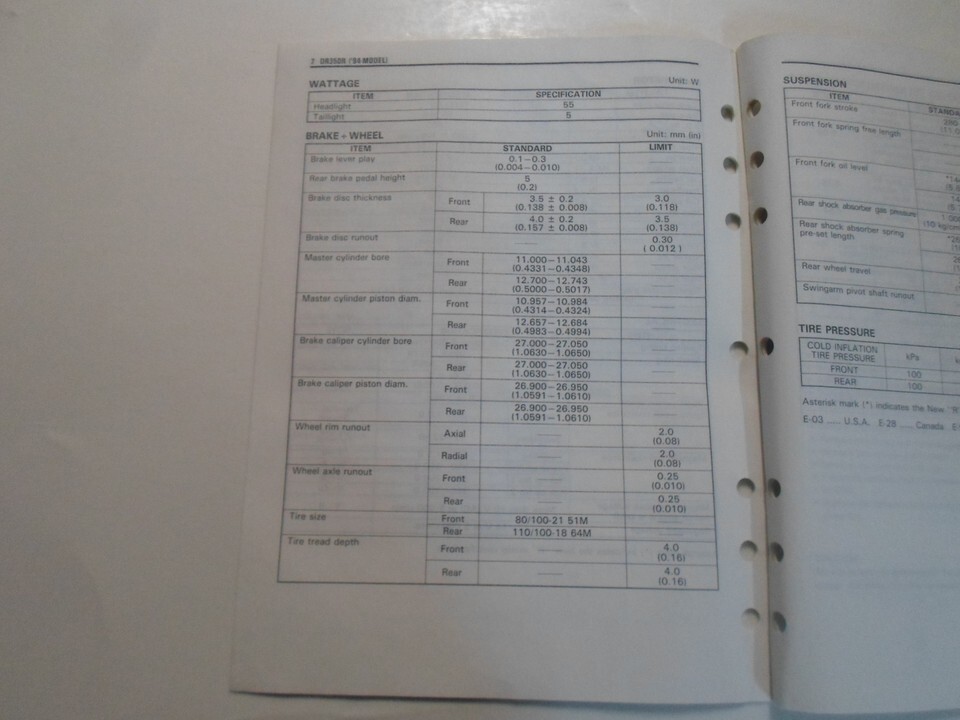 DR250R ('94-MODEL)
WATTAGE Unit: W
ITEM SPECIFICATION
Headlight 55
Taillight 5
BRAKE + WHEEL Unit: mm (in)
ITEM STANDARD LIMIT
Brake lever play 0.1–0.3
(0.004–0.010)
Rear brake pedal height 5
(0.2)
Brake disc thickness Front 3.5 ± 0.2 3.0
(0.138 ± 0.008) (0.118)
Rear 4.0 ± 0.2 3.5
(0.157 ± 0.008) (0.138)
Brake disc runout 0.30
(0.012)
Master cylinder bore Front 11.000–11.043
(0.4331–0.4348)
Rear 12.700–12.743
(0.5000–0.5017)
Master cylinder piston diam. Front 10.957–10.984
(0.4314–0.4324)
Rear 12.657–12.684
(0.4983–0.4994)
Brake caliper cylinder bore Front 27.000–27.050
(1.0630–1.0650)
Rear 27.000–27.050
(1.0630–1.0650)
Brake caliper piston diam. Front 26.900–26.950
(1.0591–1.0610)
Rear 26.900–26.950
(1.0591–1.0610)
Wheel rim runout Axial 2.0
(0.08)
Radial 2.0
(0.08)
Wheel axle runout Front 0.25
(0.010)
Rear 0.25
(0.010)
Tire size Front 80/100-21 51M
Rear 110/100-18 64M
Tire tread depth Front 4.0
(0.16)
Rear 4.0
(0.16)
SUSPENSION
ITEM
Front fork stroke
Front fork spring free length
Front fork oil level
Rear shock absorber gas pressure
Rear shock absorber spring
pre-set length
Rear wheel travel
Swingarm pivot shaft runout
TIRE PRESSURE
COLD INFLATION
TIRE PRESSURE kPa
FRONT 100
REAR 100
Asterisk mark (*) indicates the New "R
E-03 ..... U.S.A. E-28 ..... Canada